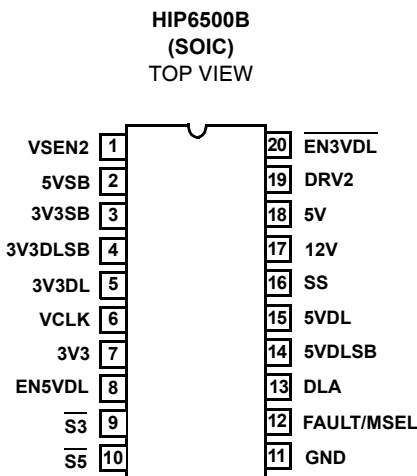 HIP6500B
(SOIC)
TOP VIEW
VSEN2 1
5VSB 2
3V3SB 3
3V3DLSB 4
3V3DL 5
VCLK 6
3V3 7
EN5VDL 8
S3 9
S5 10
20 EN3VDL
19 DRV2
18 5V
17 12V
16 SS
15 5VDL
14 5VDLSB
13 DLA
12 FAULT/MSEL
11 GND